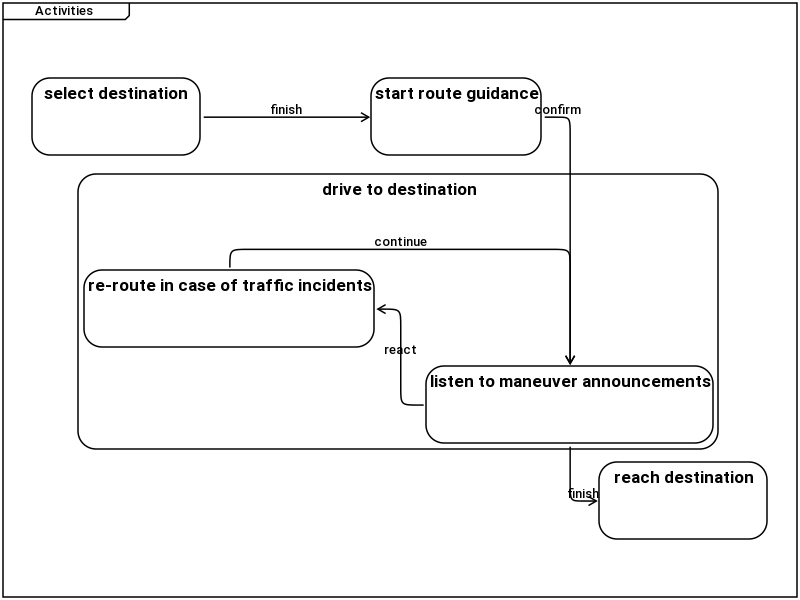 Activities
select destination
finish
start route guidance
confirm
drive to destination
continue
re-route in case of traffic incidents
react
listen to maneuver announcements
reach destination
finish